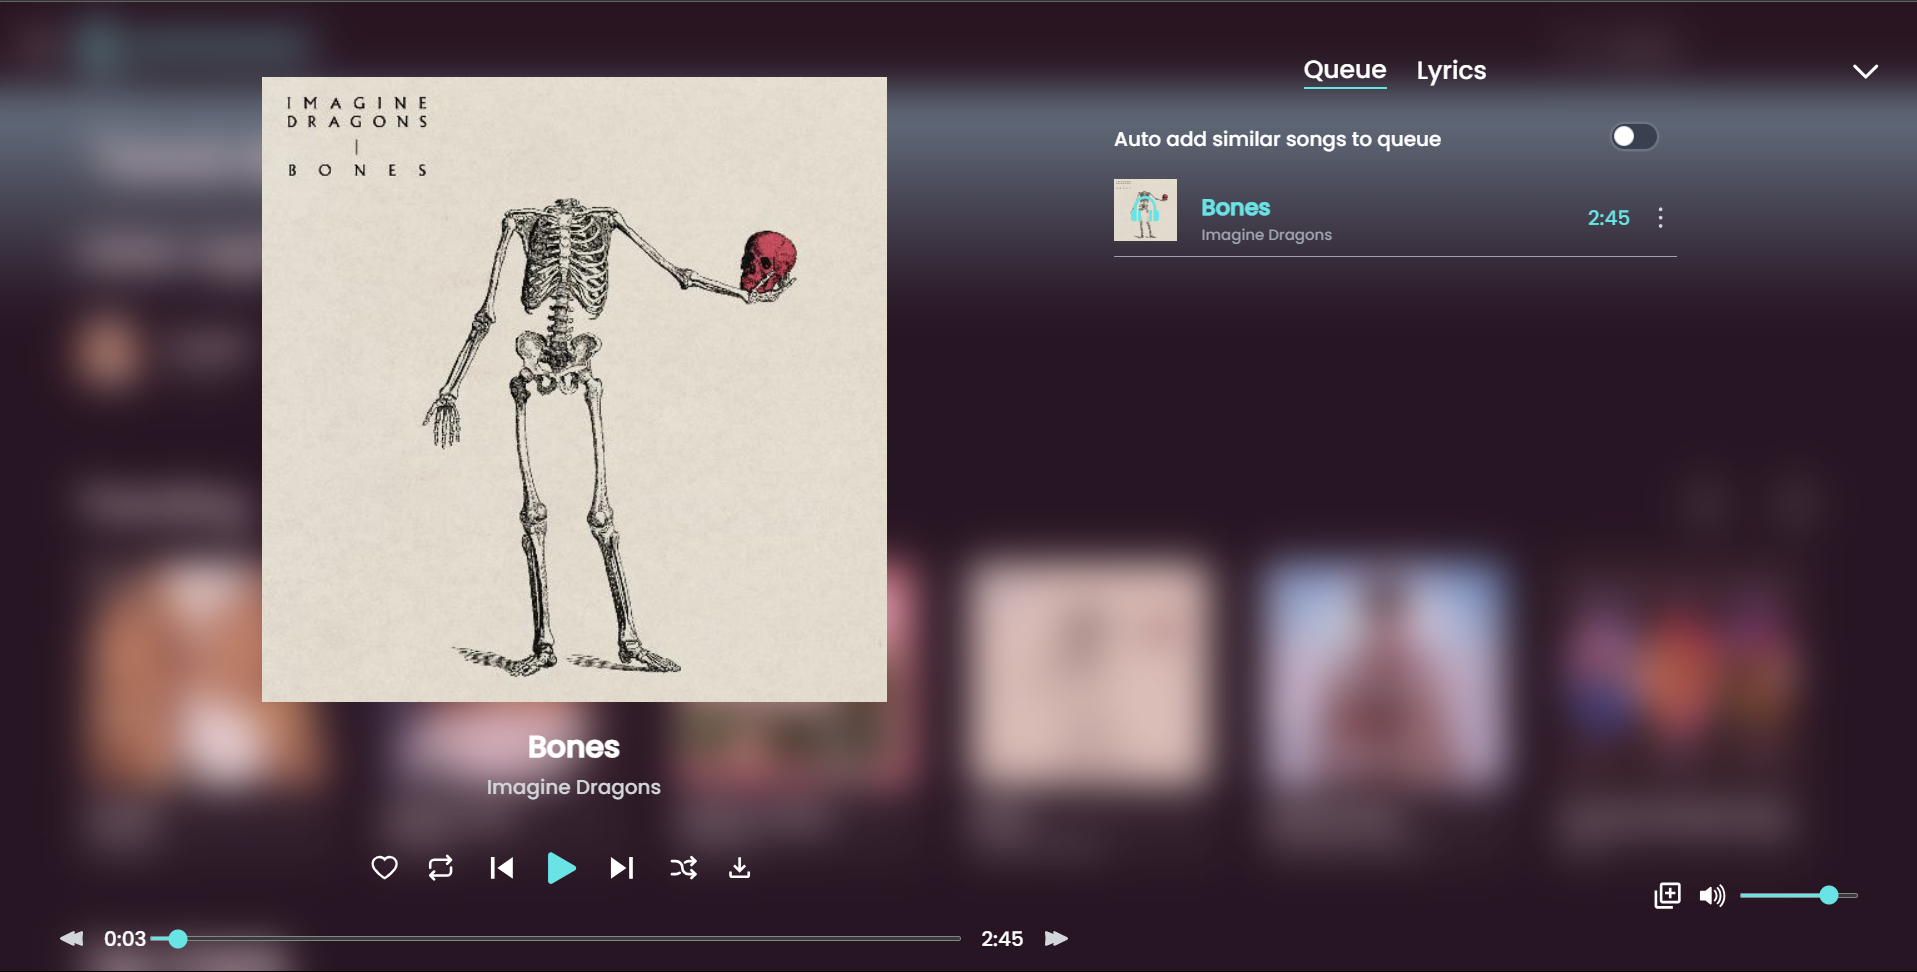 IMAGINE
DRAGONS
|
BONES
Bones
Imagine Dragons
0:03
2:45
Queue Lyrics
Auto add similar songs to queue
Bones
2:45
Imagine Dragons